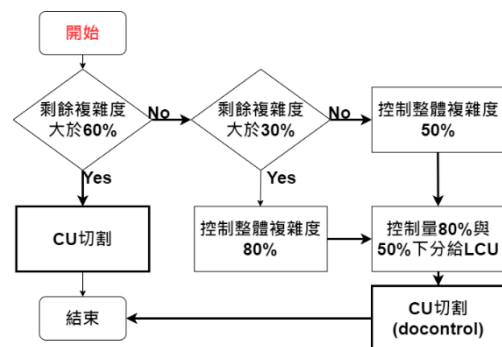 開始
剩餘複雜度
大於60%
No
剩餘複雜度
大於30%
No
控制整體複雜度
50%
Yes
Yes
CU切割
控制整體複雜度
80%
控制量80%與
50%下分給LCU
結束
CU切割
(docontrol)